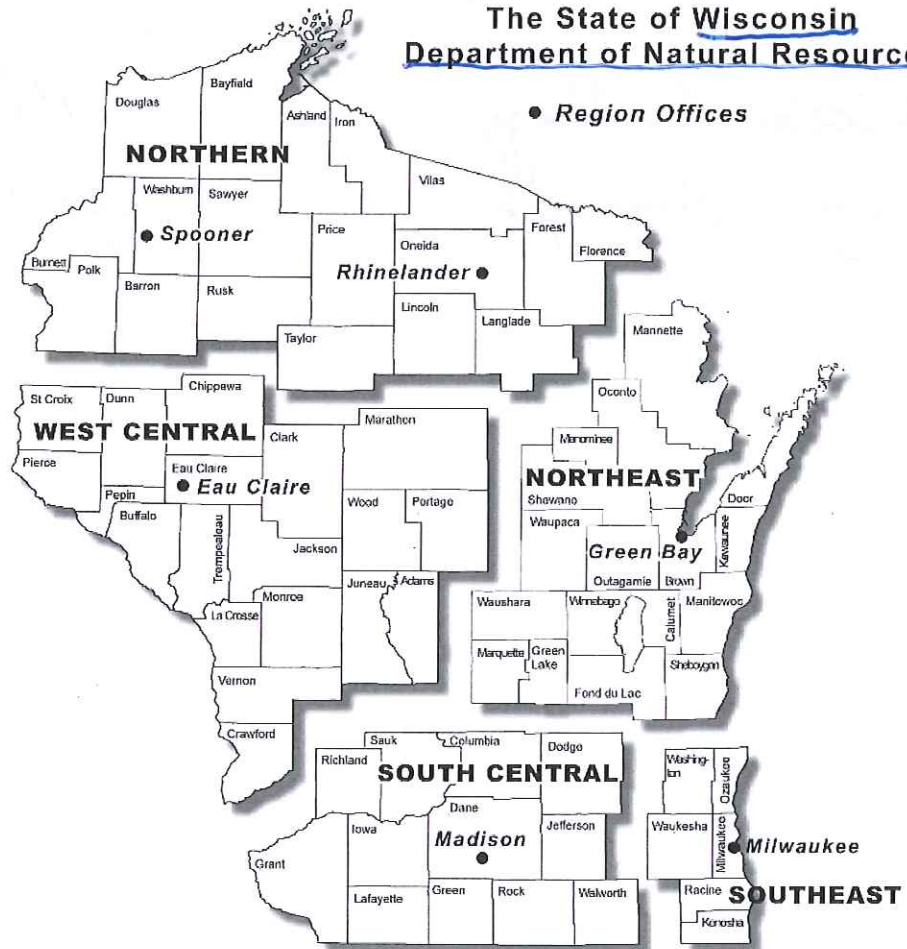 The State of Wisconsin
Department of Natural Resource
Region Offices
Douglas
Bayfield
Ashland
Iron
NORTHERN
Vilas
Washburn
Sawyer
Spooner
Price
Oneida
Forest
Florence
Rhinelander
Burnett
Polk
Barron
Rusk
Lincoln
Langlade
Taylor
Mannette
Chippewa
St Croix
Dunn
Marathon
Oconto
Clark
WEST CENTRAL
Menominee
Pierce
Eau Claire
Eau Claire
NORTHEAST
Pepin
Wood
Portage
Shawano
Door
Buffalo
Waupaca
Trempealeau
Jackson
Green Bay
Kewaunee
Juneau
Adams
Outagamie
Brown
Monroe
La Crosse
Waushara
Winnebago
Calumet
Manitowoc
Marquette
Green
Lake
Sheboygan
Vernon
Fond du Lac
Crawford
Sauk
Columbia
Dodge
Richland
SOUTH CENTRAL
Washing-
ton
Ozaukee
Dane
Iowa
Madison
Jefferson
Waukesha
Milwaukee
Milwaukee
Grant
Lafayette
Green
Rock
Walworth
Racine
SOUTHEAST
Kenosha